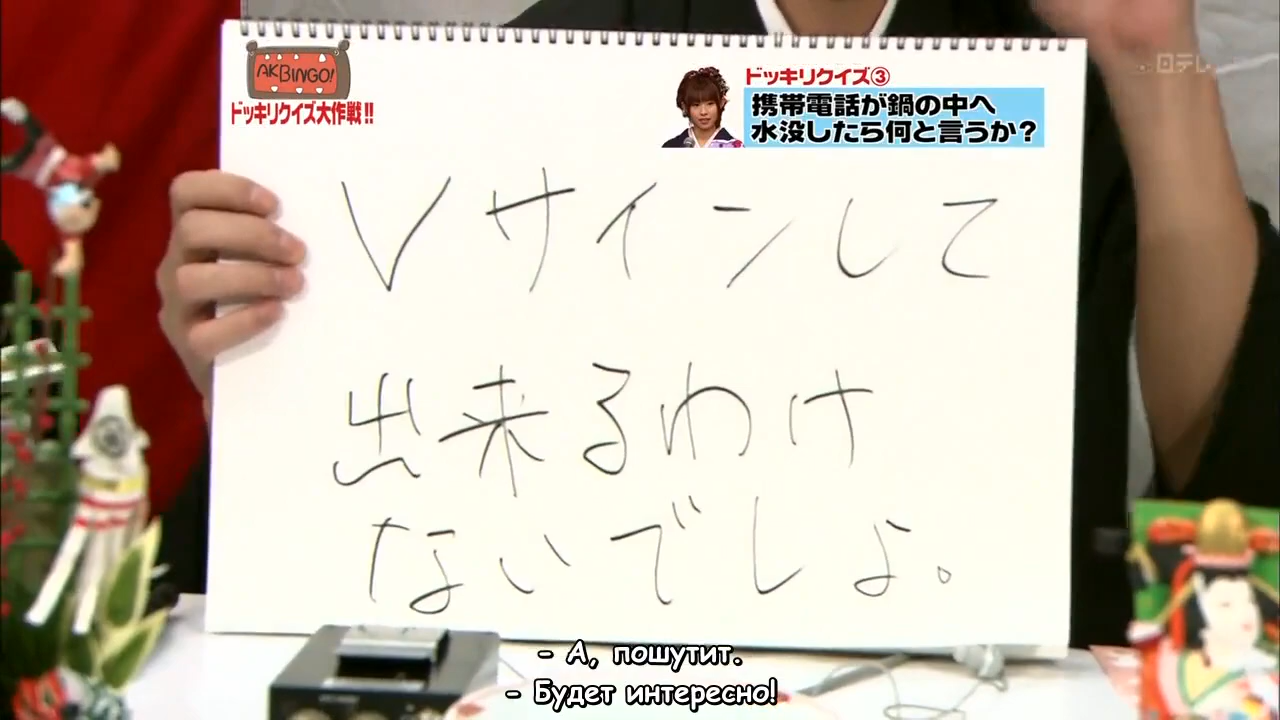 AKBINGO!
ドッキリクイズ大作戦!!
日テレ
ドッキリクイズ③
携帯電話が鍋の中へ
水没したら何と言うか？
Vサインして
出来るわけ
ないでしょ。
- А, пошутит.
- Будет интересно!